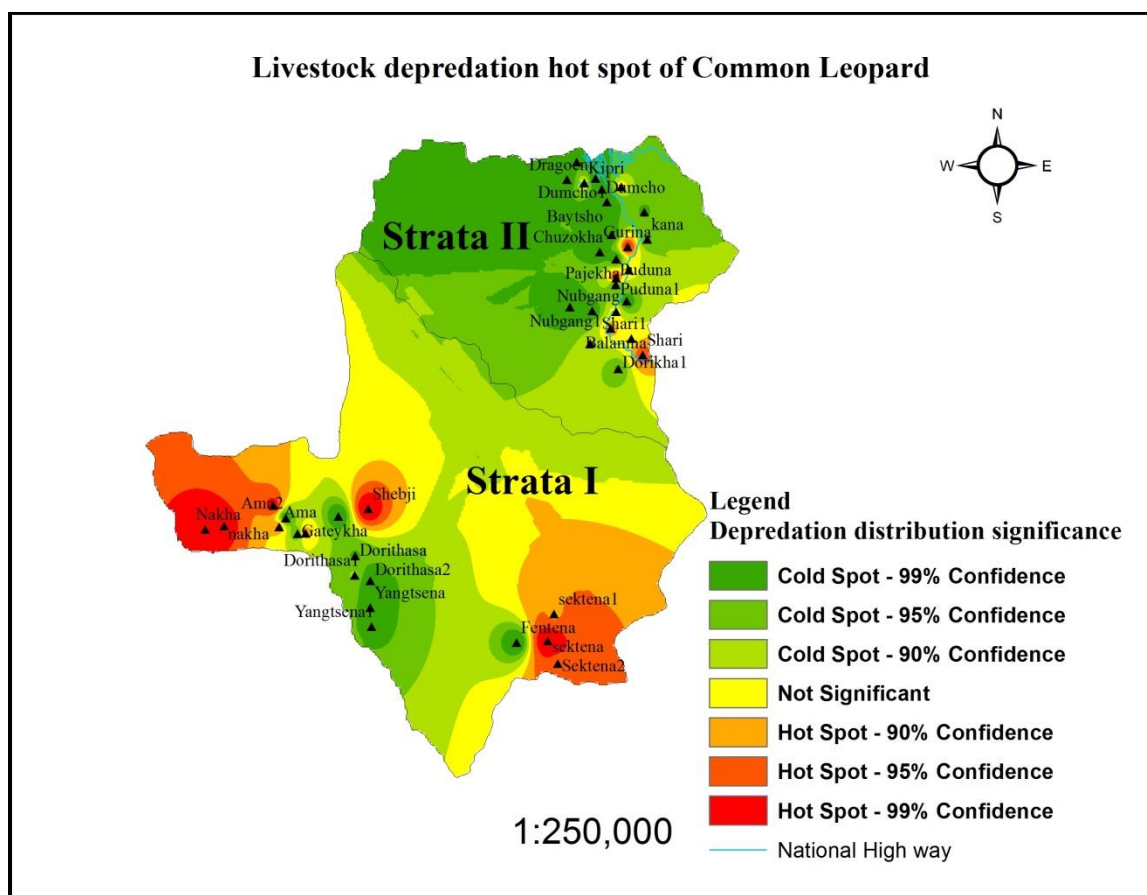 Livestock depredation hot spot of Common Leopard
N
W
E
S
Dragoen
Kipri
Dumcho1
Damcho
Baytsho
kana
Strata II
Chuzokha
Gurina
Pajekha
Puduna
Nubgang
Puduna1
Nubgang1
Shari1
Shari
Balamna
Dorikha1
Strata I
Shebji
Ama2
Nakha
Ama
nakha
Gateykha
Dorithasa
Dorithasa1
Dorithasa2
Yangtsena
Yangtsena1
sektena1
Fentena
sektena
Sektena2
Legend
Depredation distribution significance
Cold Spot - 99% Confidence
Cold Spot - 95% Confidence
Cold Spot - 90% Confidence
Not Significant
Hot Spot - 90% Confidence
Hot Spot - 95% Confidence
Hot Spot - 99% Confidence
National High way
1:250,000